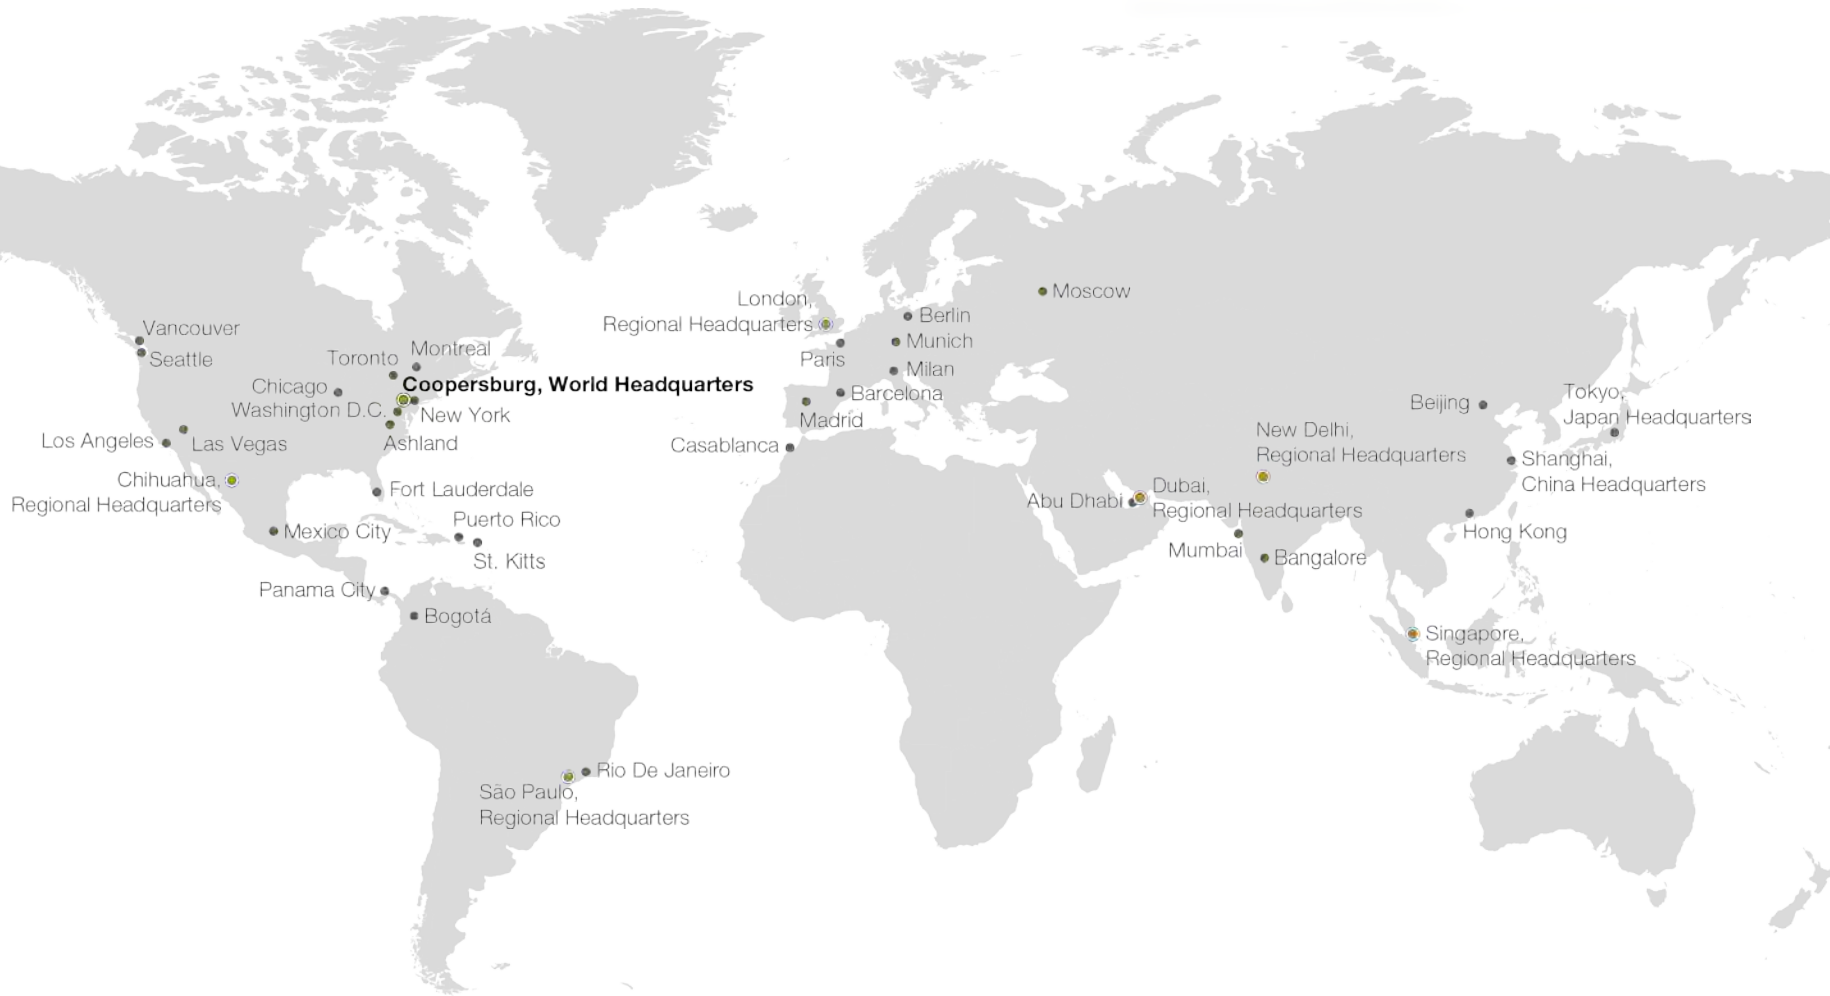 London,
Regional Headquarters
Moscow
Berlin
Munich
Paris
Milan
Barcelona
Madrid
Casablanca
Vancouver
Seattle
Toronto
Montreal
Chicago
Coopersburg, World Headquarters
Washington D.C.
New York
Los Angeles
Las Vegas
Ashland
Chihuahua,
Regional Headquarters
Fort Lauderdale
Mexico City
Puerto Rico
St. Kitts
Panama City
Bogotá
Rio De Janeiro
São Paulo,
Regional Headquarters
Abu Dhabi
Dubai,
Regional Headquarters
New Delhi,
Regional Headquarters
Mumbai
Bangalore
Beijing
Tokyo,
Japan Headquarters
Shanghai,
China Headquarters
Hong Kong
Singapore,
Regional Headquarters